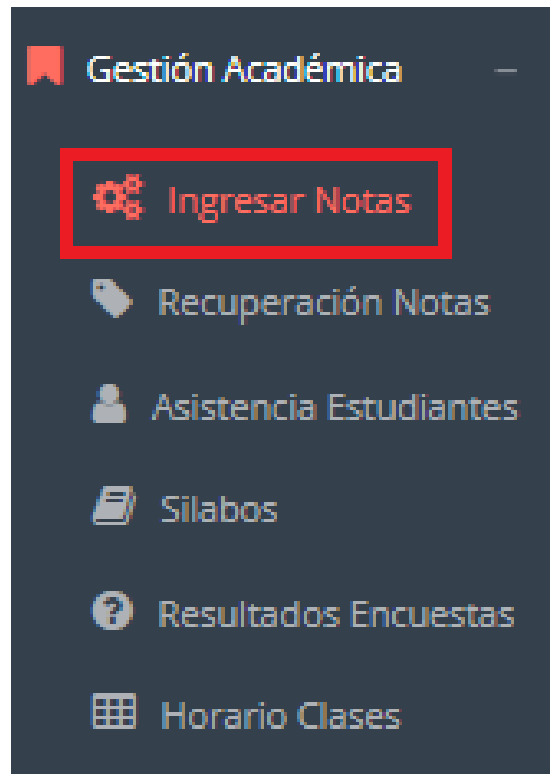 Gestión Académica
Ingresar Notas
Recuperación Notas
Asistencia Estudiantes
Silabos
Resultados Encuestas
Horario Clases